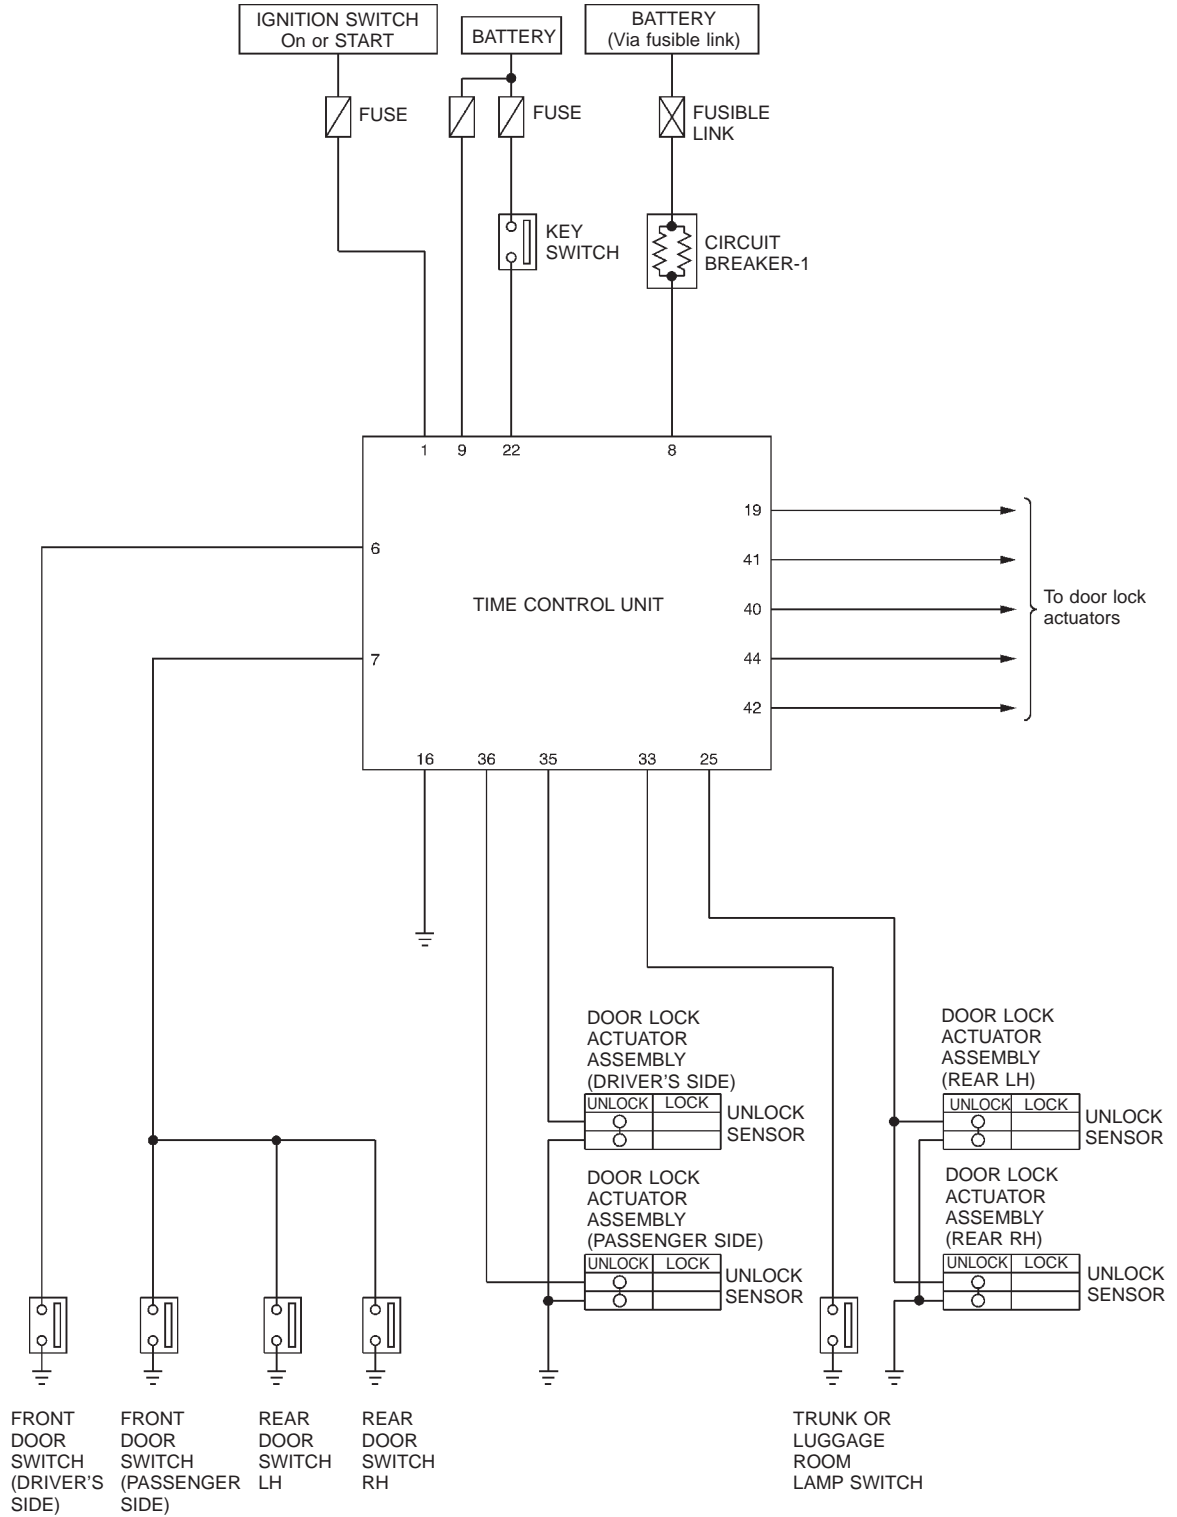 IGNITION SWITCH
On or START
BATTERY
BATTERY
(Via fusible link)
FUSE
FUSE
FUSIBLE
LINK
KEY
SWITCH
CIRCUIT
BREAKER-1
1
9
22
8
19
6
41
TIME CONTROL UNIT
40
To door lock
actuators
7
44
42
16
36
35
33
25
DOOR LOCK
ACTUATOR
ASSEMBLY
(DRIVER'S SIDE)
UNLOCK
LOCK
UNLOCK
SENSOR
DOOR LOCK
ACTUATOR
ASSEMBLY
(REAR LH)
UNLOCK
LOCK
UNLOCK
SENSOR
DOOR LOCK
ACTUATOR
ASSEMBLY
(PASSENGER SIDE)
UNLOCK
LOCK
UNLOCK
SENSOR
DOOR LOCK
ACTUATOR
ASSEMBLY
(REAR RH)
UNLOCK
LOCK
UNLOCK
SENSOR
FRONT
DOOR
SWITCH
(DRIVER'S
SIDE)
FRONT
DOOR
SWITCH
(PASSENGER
SIDE)
REAR
DOOR
SWITCH
LH
REAR
DOOR
SWITCH
RH
TRUNK OR
LUGGAGE
ROOM
LAMP SWITCH